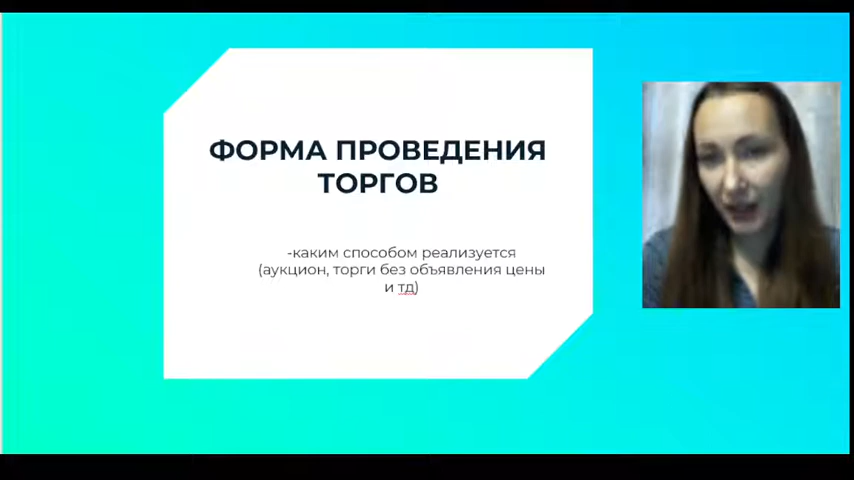 ФОРМА ПРОВЕДЕНИЯ
ТОРГОВ
-каким способом реализуется
(аукцион, торги без объявления цены
и тд)